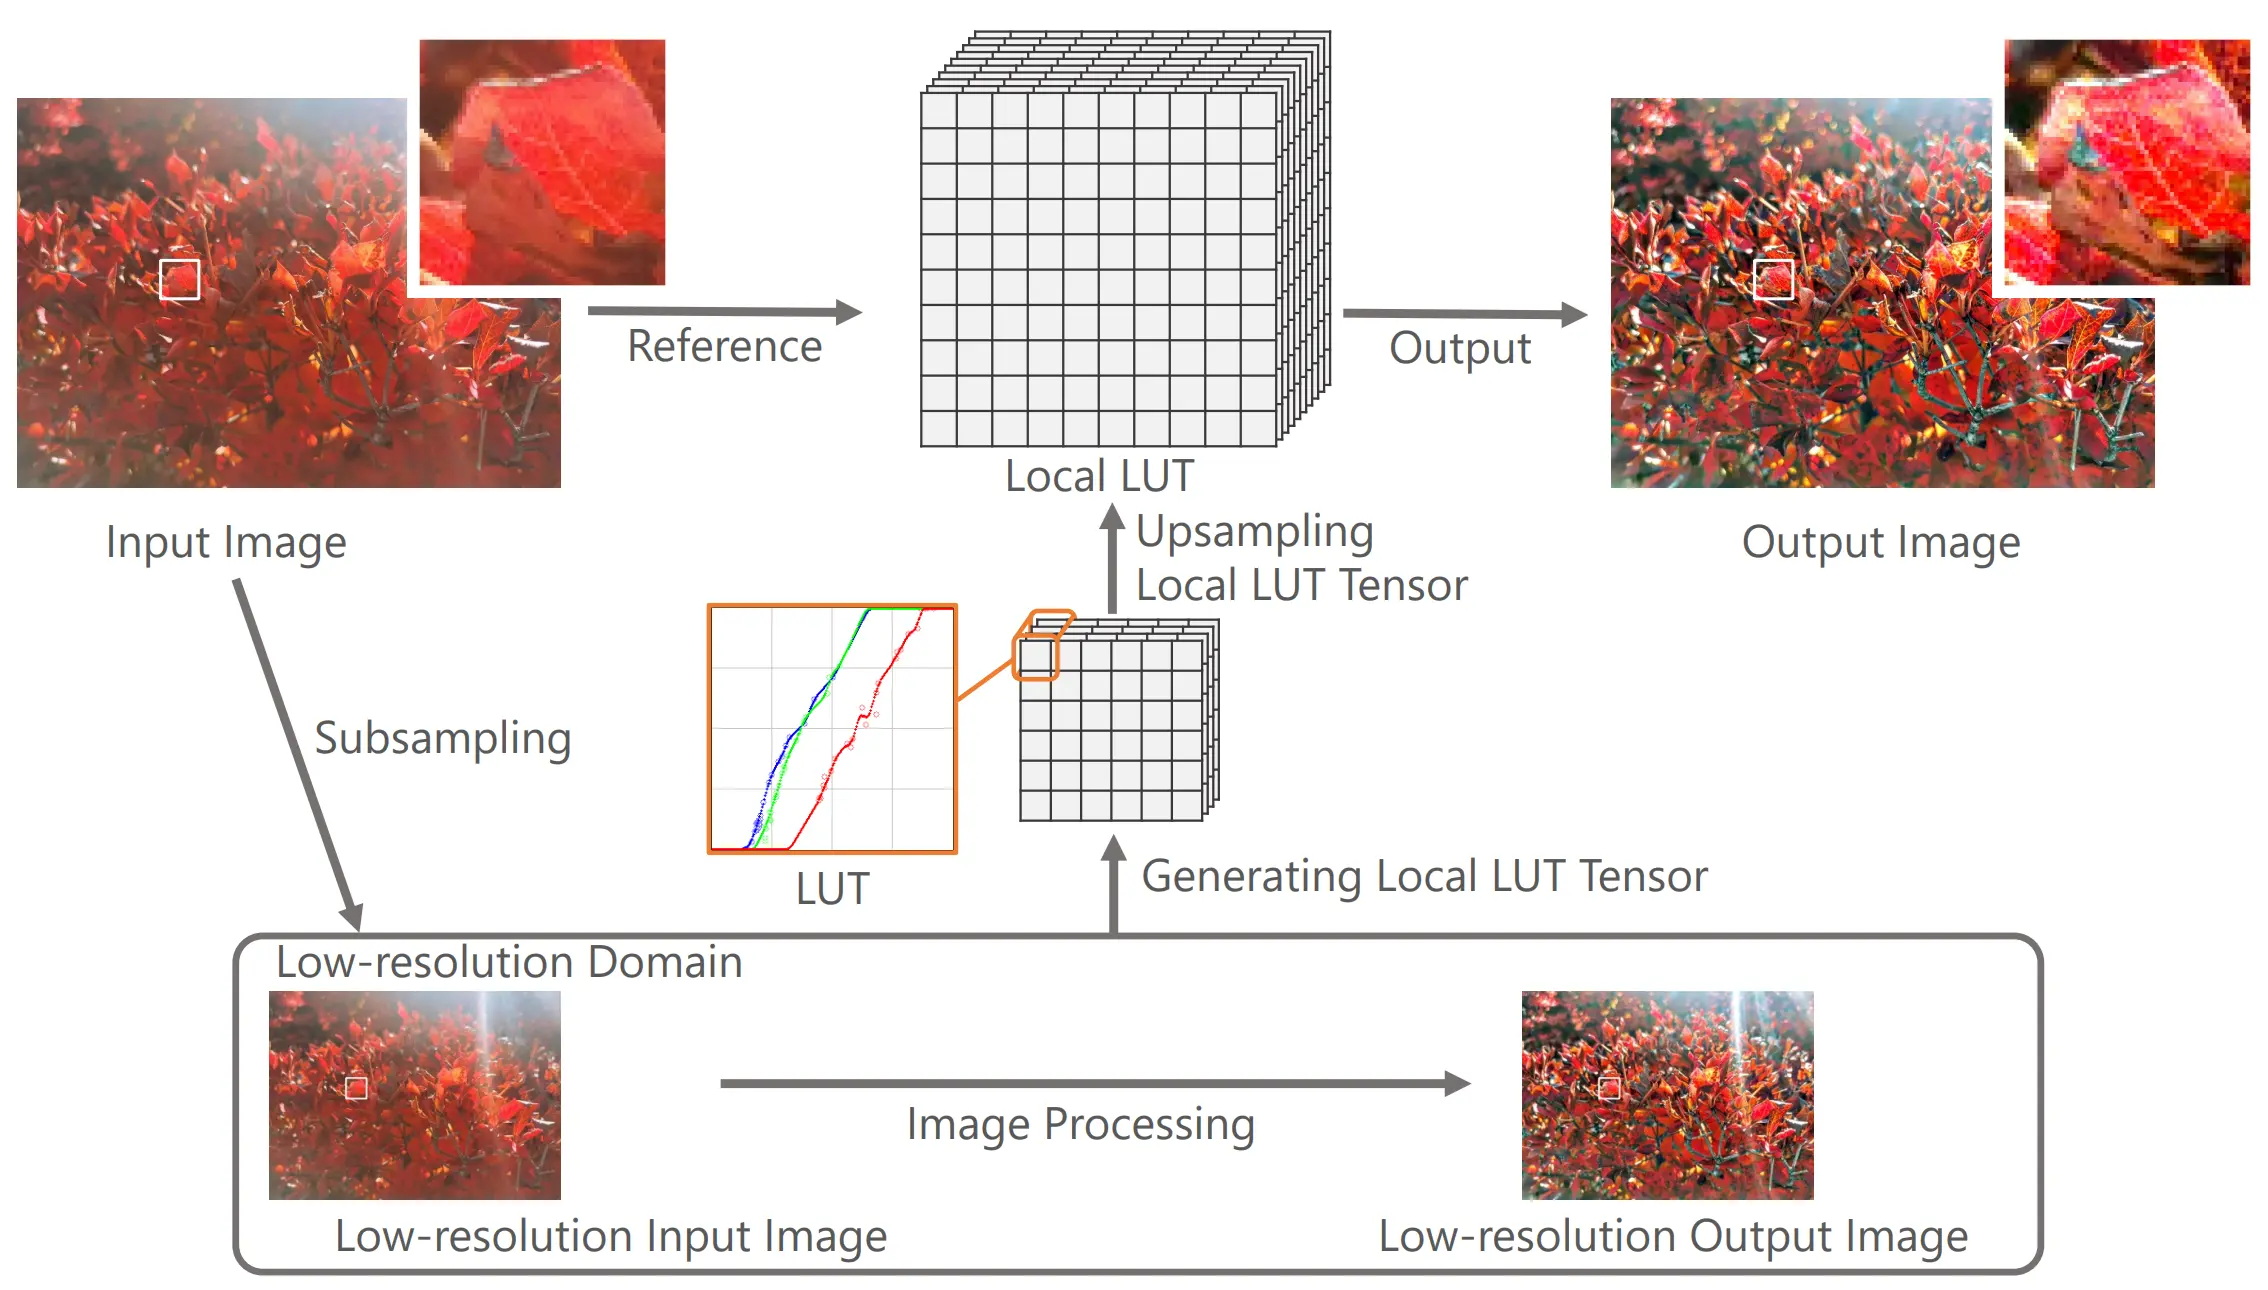 Reference
Output
Local LUT
Input Image
Upsampling
Local LUT Tensor
Output Image
Subsampling
LUT
Generating Local LUT Tensor
Low-resolution Domain
Image Processing
Low-resolution Input Image
Low-resolution Output Image